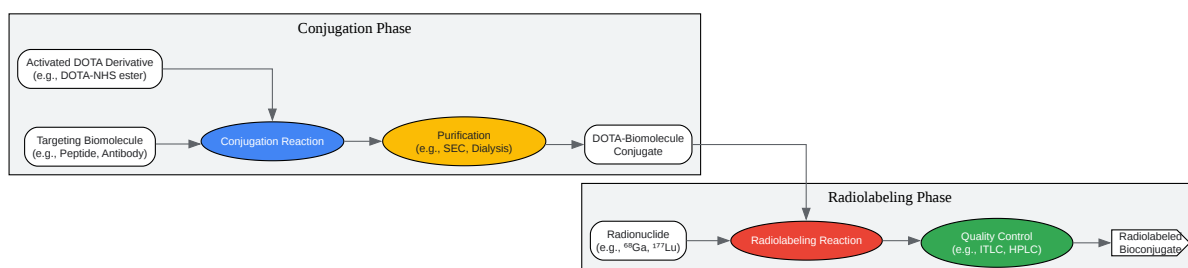 Conjugation Phase
Activated DOTA Derivative
(e.g., DOTA-NHS ester)
Targeting Biomolecule
(e.g., Peptide, Antibody)
Conjugation Reaction
Purification
(e.g., SEC, Dialysis)
DOTA-Biomolecule
Conjugate
Radiolabeling Phase
Radionuclide
(e.g., ⁶⁸Ga, ¹⁷⁷Lu)
Radiolabeling Reaction
Quality Control
(e.g., ITLC, HPLC)
Radiolabeled
Bioconjugate